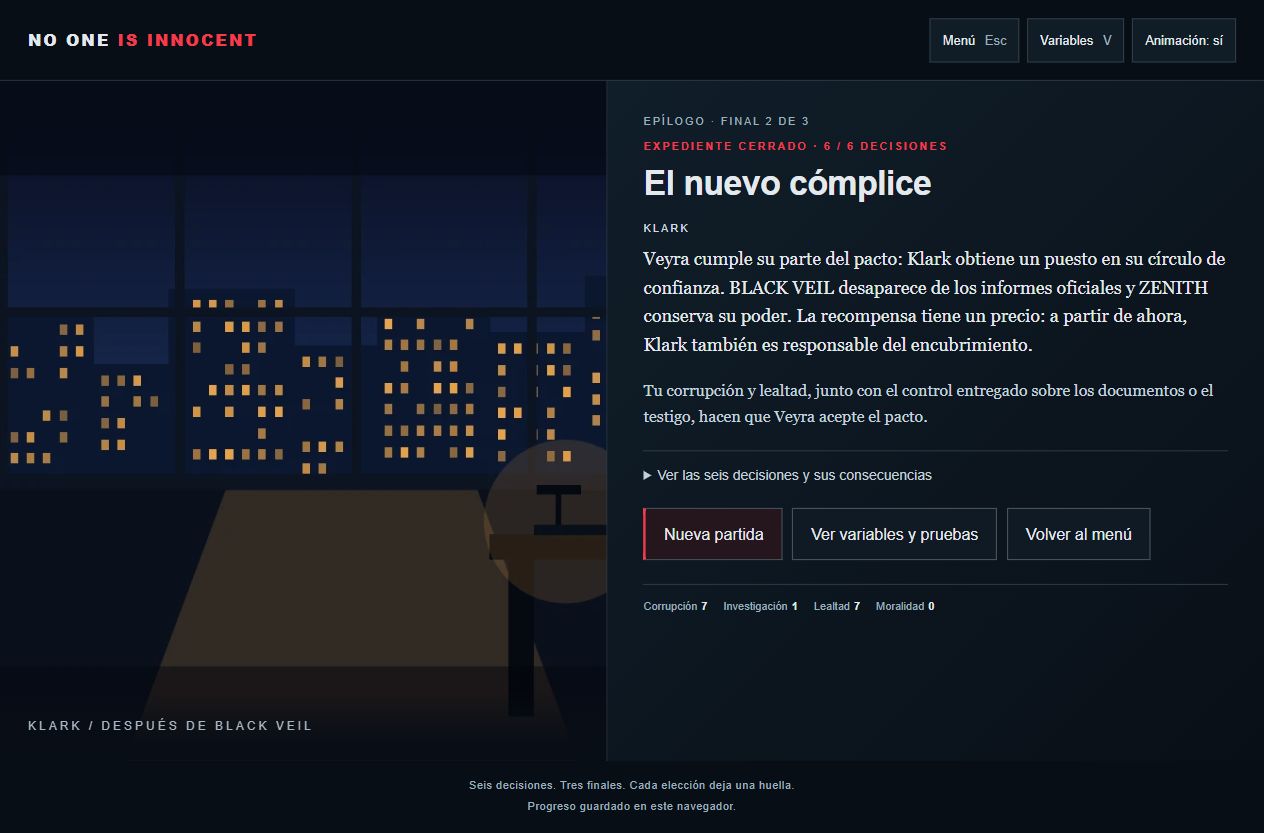 NO ONE IS INNOCENT
Menú Esc
Variables V
Animación: sí
EPÍLOGO · FINAL 2 DE 3
EXPEDIENTE CERRADO · 6 / 6 DECISIONES
El nuevo cómplice
KLARK
Veyra cumple su parte del pacto: Klark obtiene un puesto en su círculo de
confianza. BLACK VEIL desaparece de los informes oficiales y ZENITH
conserva su poder. La recompensa tiene un precio: a partir de ahora,
Klark también es responsable del encubrimiento.
Tu corrupción y lealtad, junto con el control entregado sobre los documentos o el
testigo, hacen que Veyra acepte el pacto.
▶ Ver las seis decisiones y sus consecuencias
Nueva partida
Ver variables y pruebas
Volver al menú
Corrupción 7 Investigación 1 Lealtad 7 Moralidad 0
KLARK / DESPUÉS DE BLACK VEIL
Seis decisiones. Tres finales. Cada elección deja una huella.
Progreso guardado en este navegador.